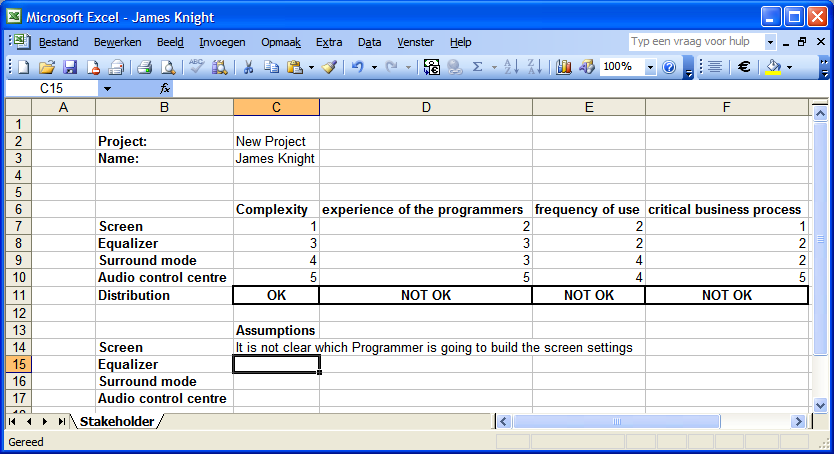 Microsoft Excel - James Knight
Bestand Bewerken Beeld Invoegen Opmaak Extra Data Venster Help Typ een vraag voor hulp
100%
C15 fx
A B C D E F
1
2 Project: New Project
3 Name: James Knight
4
5
6 Complexity experience of the programmers frequency of use critical business process
7 Screen 1 2 2 1
8 Equalizer 3 3 2 2
9 Surround mode 4 3 4 2
10 Audio control centre 5 5 4 5
11 Distribution OK NOT OK NOT OK NOT OK
12
13 Assumptions
14 Screen It is not clear which Programmer is going to build the screen settings
15 Equalizer
16 Surround mode
17 Audio control centre
Stakeholder
Gereed